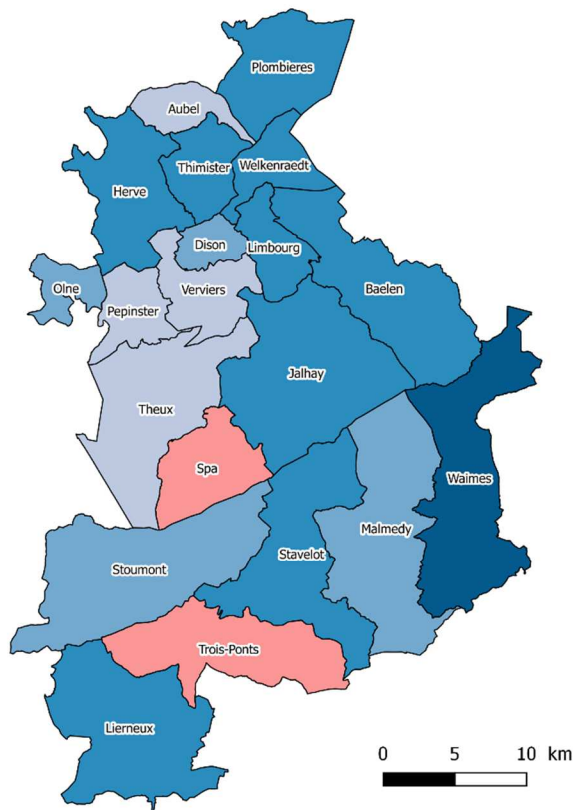 Plombieres
Aubel
Thimister
Welkenraedt
Herve
Dison
Limbourg
Olne
Pepinster
Verviers
Baelen
Jalhay
Theux
Spa
Waimes
Malmedy
Stavelot
Stoumont
Trois-Ponts
Lierneux
0 5 10 km